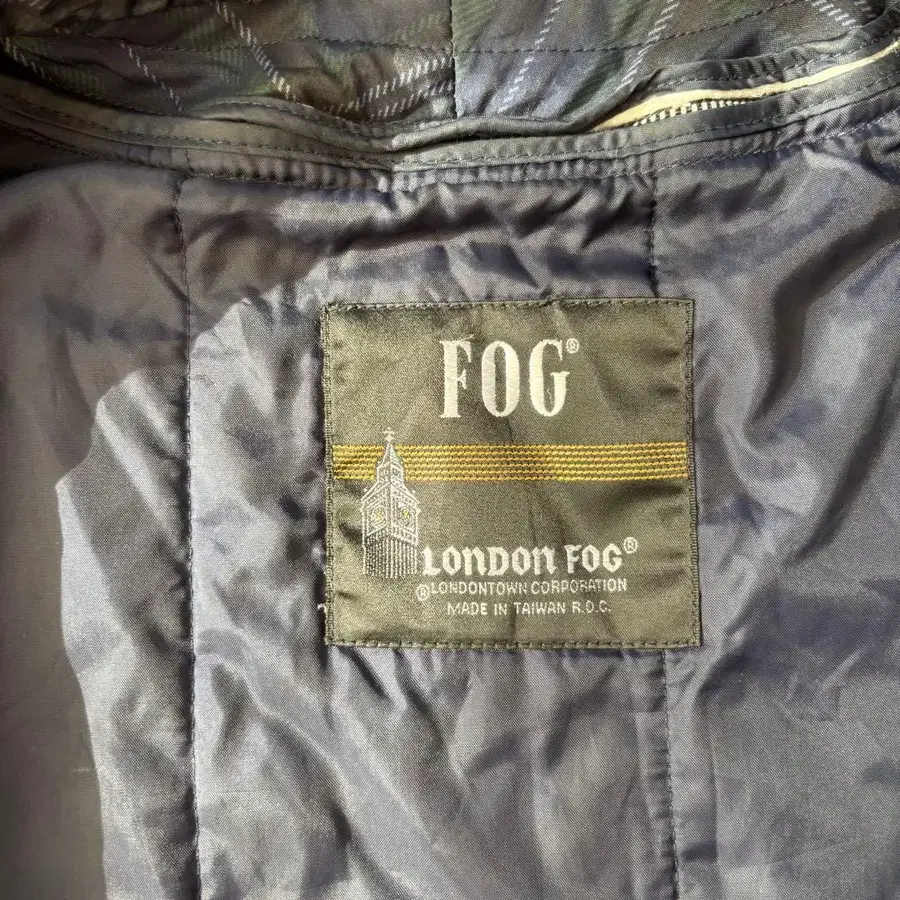 FOG®
LONDON FOG®
®LONDONTOWN CORPORATION
MADE IN TAIWAN R.O.C.